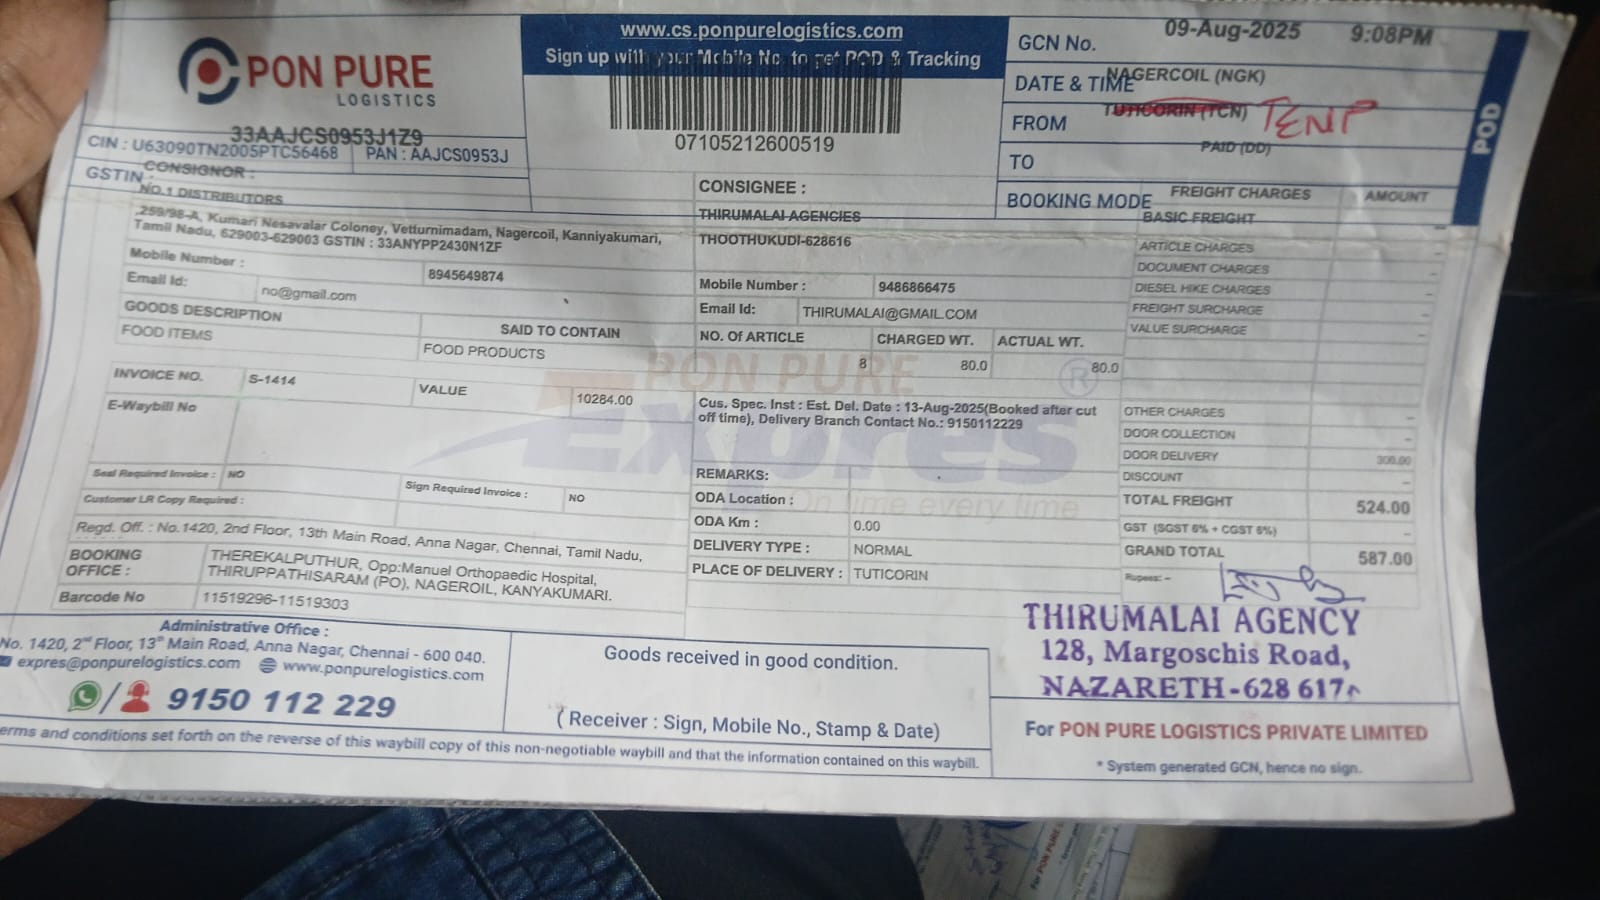 PON PURE
LOGISTICS
33AAJCS0953J1Z9
CIN : U63090TN2005PTC56468
PAN : AAJCS0953J
GSTIN
www.cs.ponpurelogistics.com
Sign up with your Mobile No. to get POD & Tracking
07105212600519
GCN No.
09-Aug-2025 9:08PM
DATE & TIME
NAGERCOIL (NGK)
FROM
TUTICORIN (TCN)
TO
PAID (DD)
BOOKING MODE
POD
CONSIGNOR :
NO.1 DISTRIBUTORS
,259/98-A, Kumari Nesavalar Coloney, Vetturnimadam, Nagercoil, Kanniyakumari,
Tamil Nadu, 629003-629003 GSTIN : 33ANYPP2430N1ZF
Mobile Number :
8945649874
Email Id:
no@gmail.com
GOODS DESCRIPTION
SAID TO CONTAIN
FOOD ITEMS
FOOD PRODUCTS
INVOICE NO.
S-1414
VALUE
10284.00
E-Waybill No
Seal Required Invoice : NO
Sign Required Invoice : NO
Customer LR Copy Required :
Regd. Off. : No.1420, 2nd Floor, 13th Main Road, Anna Nagar, Chennai, Tamil Nadu,
BOOKING
OFFICE :
THEREKALPUTHUR, Opp:Manuel Orthopaedic Hospital,
THIRUPPATHISARAM (PO), NAGEROIL, KANYAKUMARI.
Barcode No
11519296-11519303
CONSIGNEE :
THIRUMALAI AGENCIES
THOOTHUKUDI-628616
Mobile Number :
9486866475
Email Id:
THIRUMALAI@GMAIL.COM
NO. Of ARTICLE
CHARGED WT.
ACTUAL WT.
8
80.0
80.0
PON PURE
Expres
On time every time
Cus. Spec. Inst : Est. Del. Date : 13-Aug-2025(Booked after cut
off time), Delivery Branch Contact No.: 9150112229
REMARKS:
ODA Location :
ODA Km :
0.00
DELIVERY TYPE :
NORMAL
PLACE OF DELIVERY :
TUTICORIN
FREIGHT CHARGES
AMOUNT
BASIC FREIGHT
ARTICLE CHARGES
DOCUMENT CHARGES
DIESEL HIKE CHARGES
FREIGHT SURCHARGE
VALUE SURCHARGE
OTHER CHARGES
DOOR COLLECTION
DOOR DELIVERY
300.00
DISCOUNT
TOTAL FREIGHT
524.00
GST (SGST 6% + CGST 6%)
GRAND TOTAL
587.00
Rupees: –
THIRUMALAI AGENCY
128, Margoschis Road,
NAZARETH-628 617
Administrative Office :
No. 1420, 2nd Floor, 13th Main Road, Anna Nagar, Chennai - 600 040.
expres@ponpurelogistics.com www.ponpurelogistics.com
9150 112 229
Goods received in good condition.
( Receiver : Sign, Mobile No., Stamp & Date)
terms and conditions set forth on the reverse of this waybill copy of this non-negotiable waybill and that the information contained on this waybill.
For PON PURE LOGISTICS PRIVATE LIMITED
* System generated GCN, hence no sign.